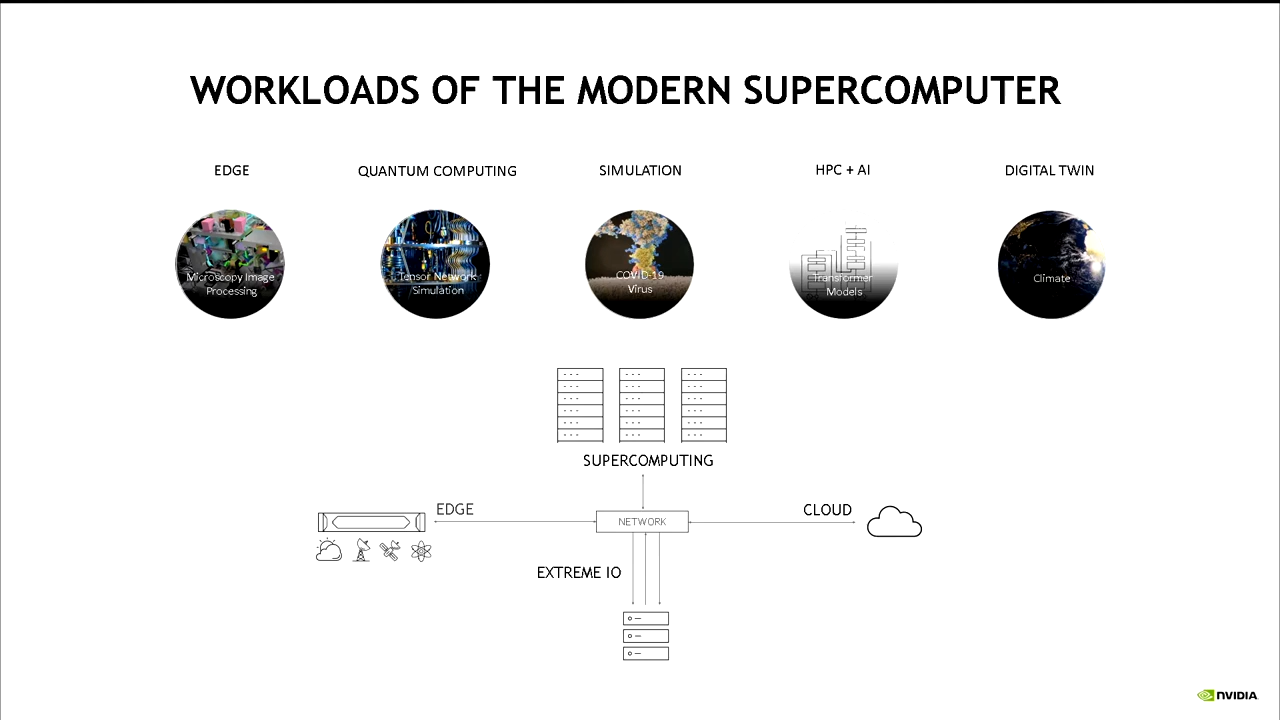 WORKLOADS OF THE MODERN SUPERCOMPUTER
EDGE
QUANTUM COMPUTING
SIMULATION
HPC + AI
DIGITAL TWIN
Microscopy Image
Processing
Tensor Network
Simulation
COVID-19
Virus
Transformer
Models
Climate
SUPERCOMPUTING
EDGE
NETWORK
CLOUD
EXTREME IO
NVIDIA